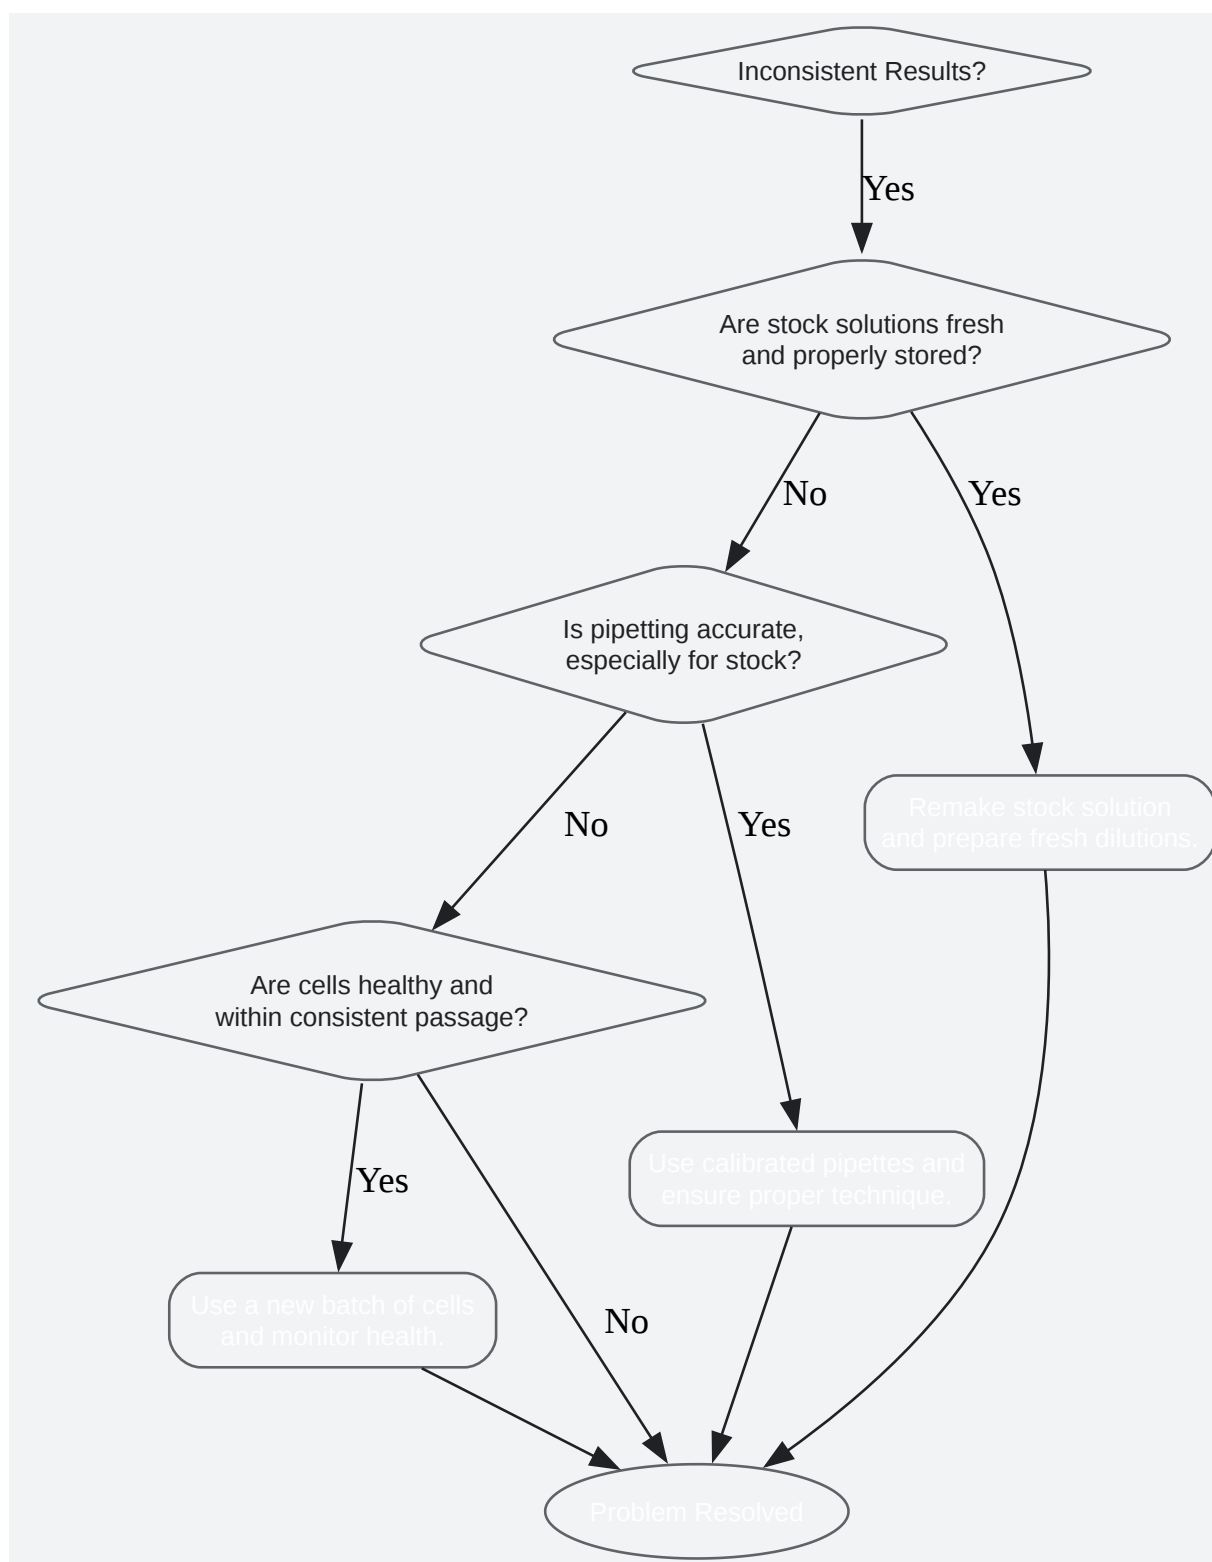 Inconsistent Results?
Yes
Are stock solutions fresh
and properly stored?
No
Yes
Is pipetting accurate,
especially for stock?
No
Yes
Remake stock solution
and prepare fresh dilutions.
Are cells healthy and
within consistent passage?
Yes
Use calibrated pipettes and
ensure proper technique.
Use a new batch of cells
and monitor health.
No
Problem Resolved